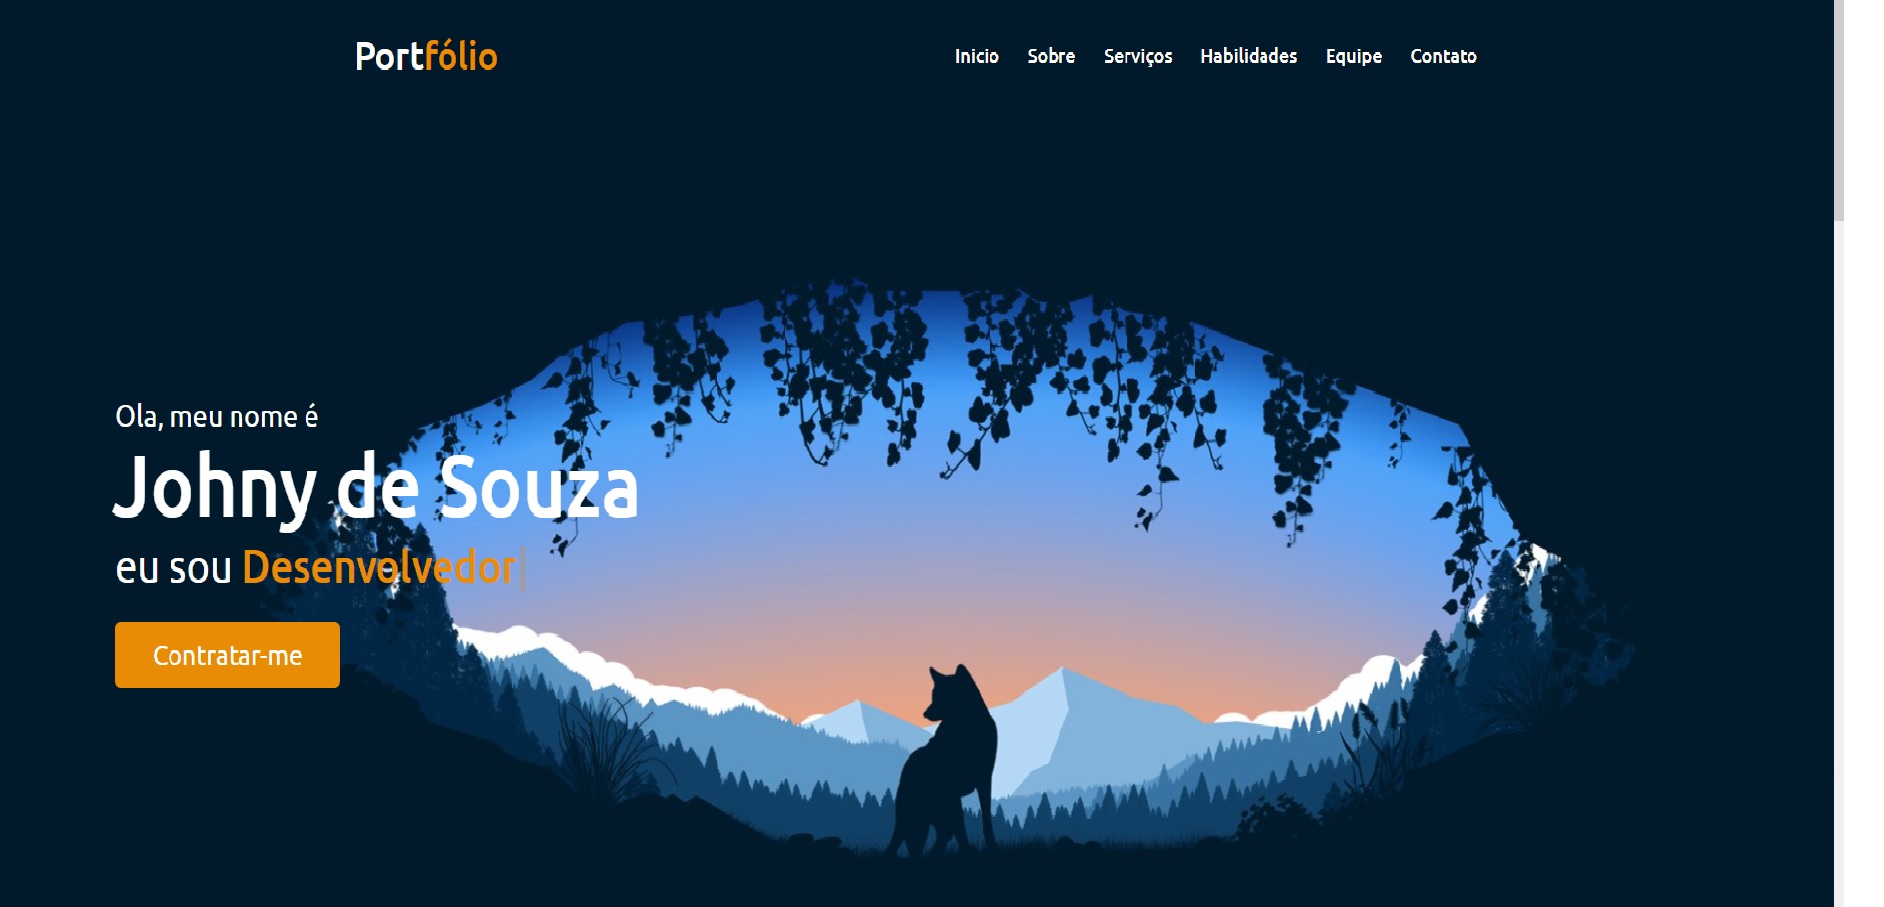 Portfólio
Inicio Sobre Serviços Habilidades Equipe Contato
Ola, meu nome é
Johny de Souza
eu sou Desenvolvedor
Contratar-me